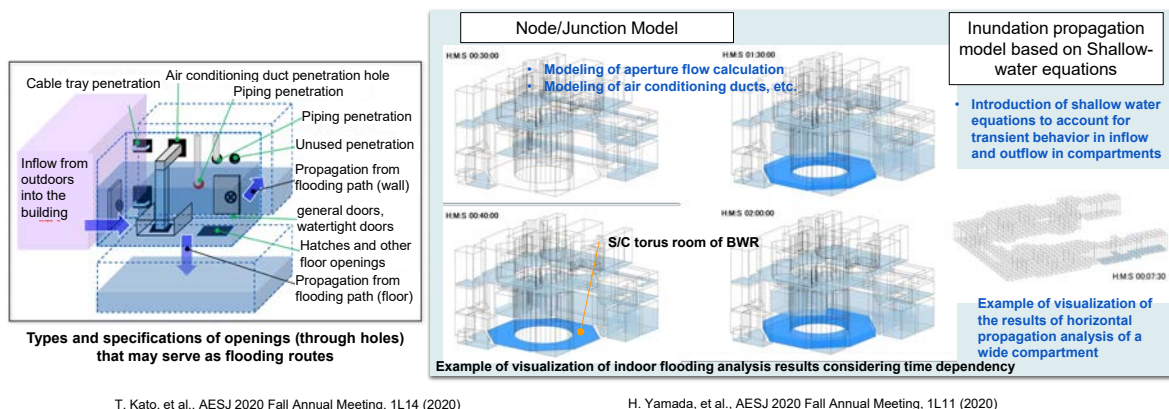 Cable tray penetration
Air conditioning duct penetration hole
Piping penetration
Piping penetration
Unused penetration
Inflow from
outdoors
into the
building
Propagation from
flooding path (wall)
general doors,
watertight doors
Hatches and other
floor openings
Propagation from
flooding path (floor)
Types and specifications of openings (through holes)
that may serve as flooding routes
T. Kato, et al., AESJ 2020 Fall Annual Meeting, 1L14 (2020)
Node/Junction Model
H:M:S 00:30:00
H:M:S 01:30:00
• Modeling of aperture flow calculation
• Modeling of air conditioning ducts, etc.
H:M:S 00:40:00
H:M:S 02:00:00
S/C torus room of BWR
Example of visualization of indoor flooding analysis results considering time dependency
Inundation propagation
model based on Shallow-
water equations
• Introduction of shallow water
equations to account for
transient behavior in inflow
and outflow in compartments
H:M:S 00:07:30
Example of visualization of
the results of horizontal
propagation analysis of a
wide compartment
H. Yamada, et al., AESJ 2020 Fall Annual Meeting, 1L11 (2020)